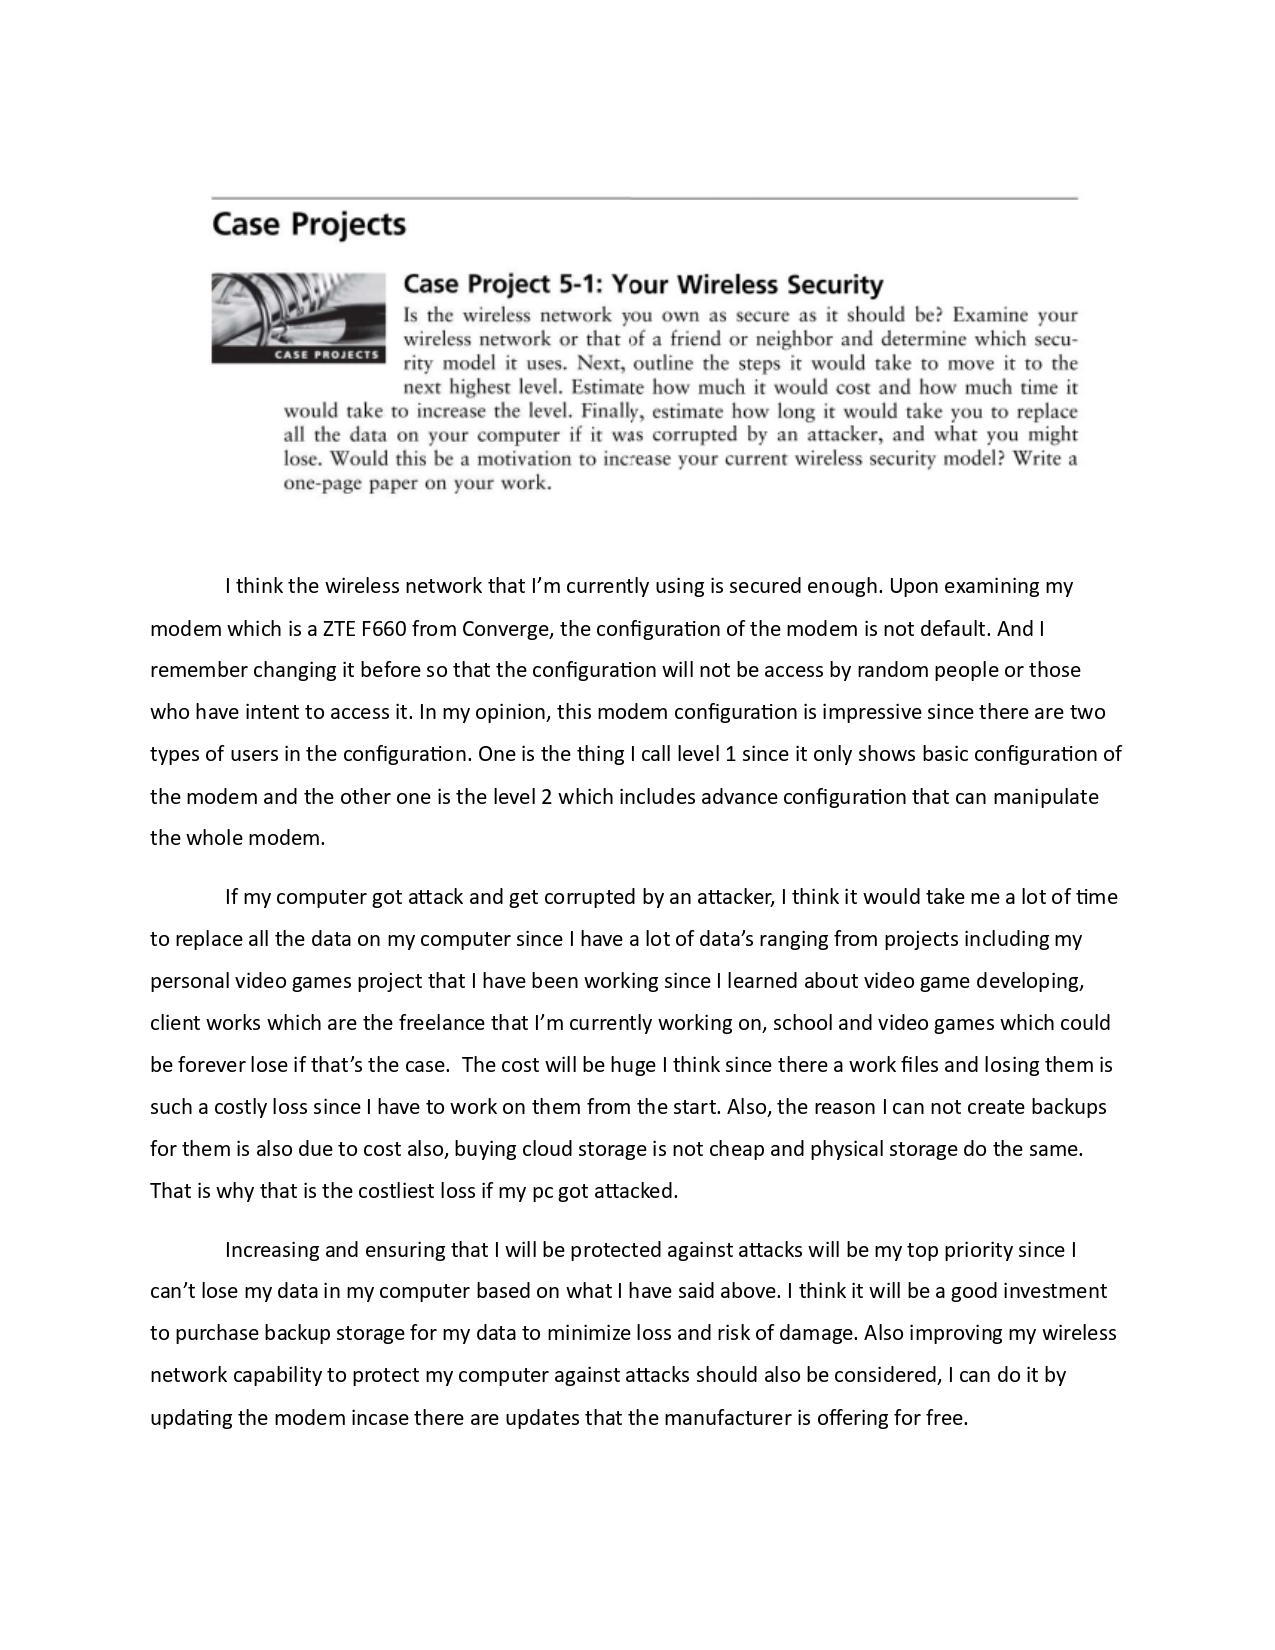 Case Projects
Case Project 5-1: Your Wireless Security
CASE PROJECTS
Is the wireless network you own as secure as it should be? Examine your
wireless network or that of a friend or neighbor and determine which secu-
rity model it uses. Next, outline the steps it would take to move it to the
next highest level. Estimate how much it would cost and how much time it
would take to increase the level. Finally, estimate how long it would take you to replace
all the data on your computer if it was corrupted by an attacker, and what you might
lose. Would this be a motivation to increase your current wireless security model? Write a
one-page paper on your work.
I think the wireless network that I’m currently using is secured enough. Upon examining my
modem which is a ZTE F660 from Converge, the configuration of the modem is not default. And I
remember changing it before so that the configuration will not be access by random people or those
who have intent to access it. In my opinion, this modem configuration is impressive since there are two
types of users in the configuration. One is the thing I call level 1 since it only shows basic configuration of
the modem and the other one is the level 2 which includes advance configuration that can manipulate
the whole modem.
If my computer got attack and get corrupted by an attacker, I think it would take me a lot of time
to replace all the data on my computer since I have a lot of data’s ranging from projects including my
personal video games project that I have been working since I learned about video game developing,
client works which are the freelance that I’m currently working on, school and video games which could
be forever lose if that’s the case.  The cost will be huge I think since there a work files and losing them is
such a costly loss since I have to work on them from the start. Also, the reason I can not create backups
for them is also due to cost also, buying cloud storage is not cheap and physical storage do the same.
That is why that is the costliest loss if my pc got attacked.
Increasing and ensuring that I will be protected against attacks will be my top priority since I
can’t lose my data in my computer based on what I have said above. I think it will be a good investment
to purchase backup storage for my data to minimize loss and risk of damage. Also improving my wireless
network capability to protect my computer against attacks should also be considered, I can do it by
updating the modem incase there are updates that the manufacturer is offering for free.